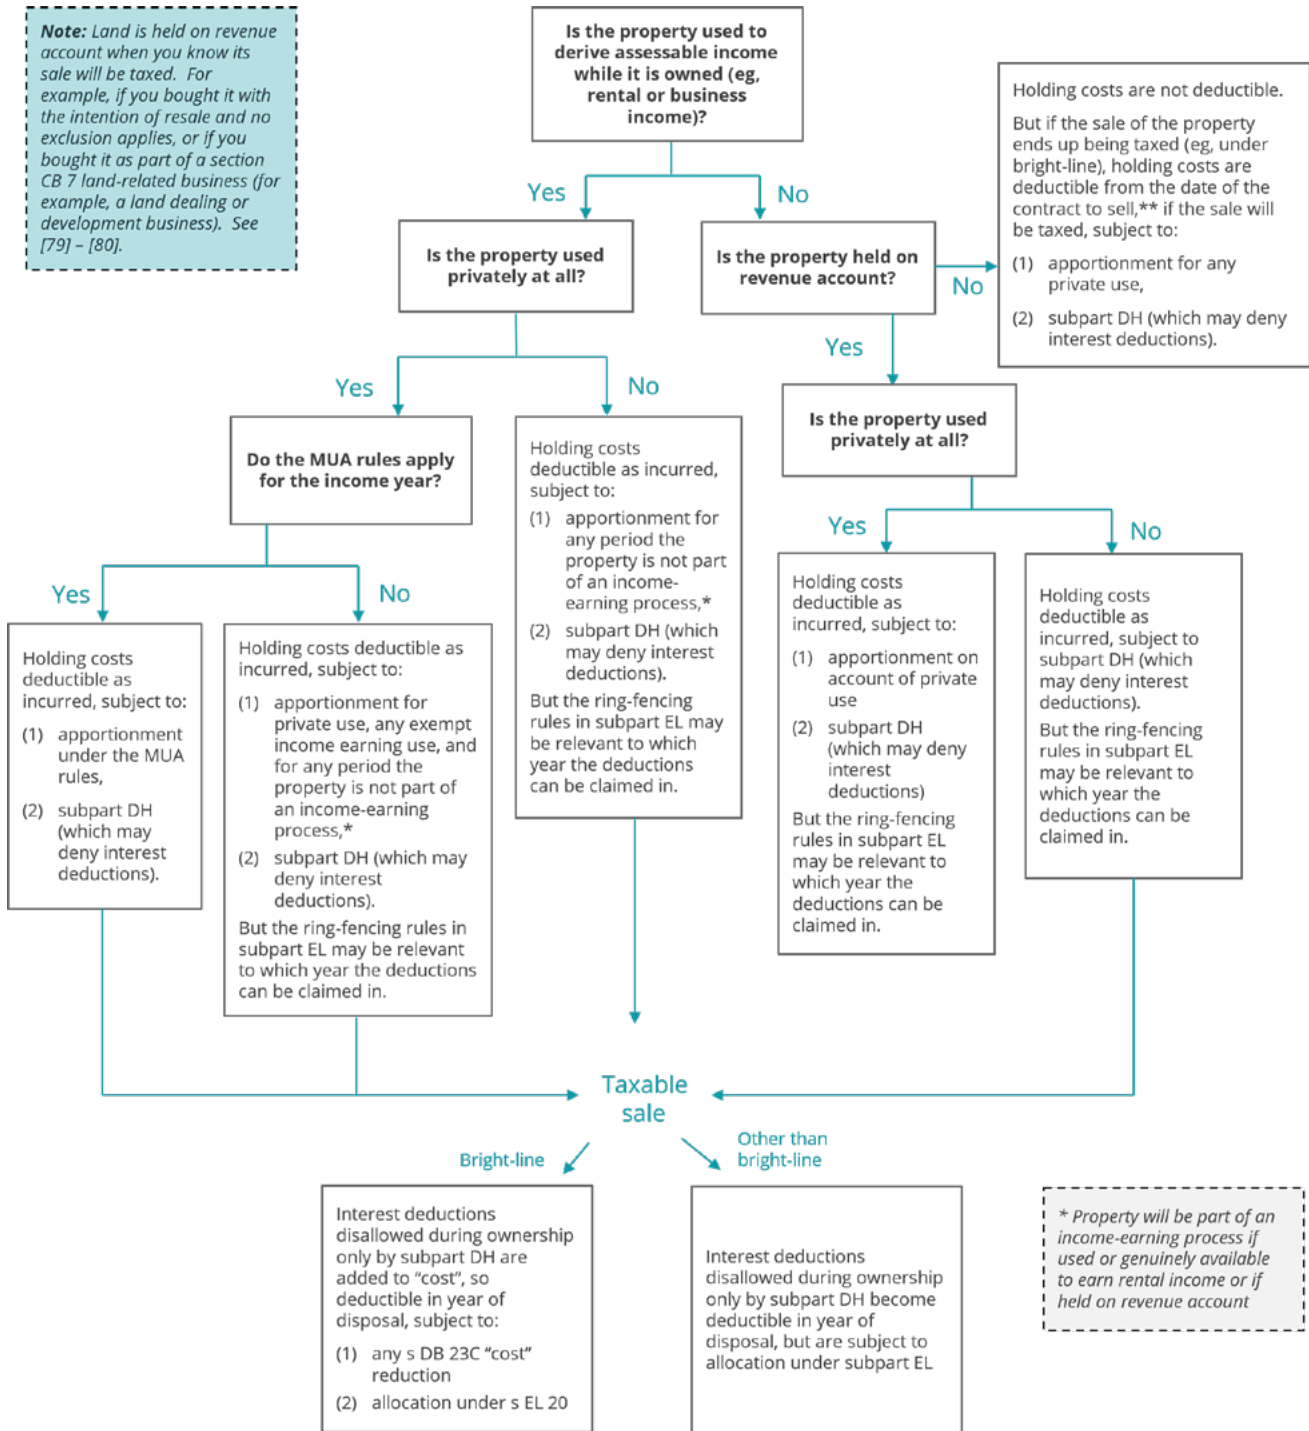 Note: Land is held on revenue
account when you know its
sale will be taxed. For
example, if you bought it with
the intention of resale and no
exclusion applies, or if you
bought it as part of a section
CB 7 land-related business (for
example, a land dealing or
development business). See
[79] – [80].
Is the property used to
derive assessable income
while it is owned (eg,
rental or business
income)?
Yes
No
Is the property used
privately at all?
Is the property held on
revenue account?
No
Holding costs are not deductible.
But if the sale of the property
ends up being taxed (eg, under
bright-line), holding costs are
deductible from the date of the
contract to sell,** if the sale will
be taxed, subject to:
(1) apportionment for any
private use,
(2) subpart DH (which may deny
interest deductions).
Yes
No
Yes
Do the MUA rules apply
for the income year?
Holding costs
deductible as incurred,
subject to:
(1) apportionment for
any period the
property is not part
of an income-
earning process,*
(2) subpart DH (which
may deny interest
deductions).
But the ring-fencing
rules in subpart EL may
be relevant to which
year the deductions
can be claimed in.
Is the property used
privately at all?
Yes
No
Yes
No
Holding costs
deductible as
incurred, subject to:
(1) apportionment
under the MUA
rules,
(2) subpart DH
(which may
deny interest
deductions).
Holding costs deductible as
incurred, subject to:
(1) apportionment for
private use, any exempt
income earning use, and
for any period the
property is not part of
an income-earning
process,*
(2) subpart DH (which may
deny interest
deductions).
But the ring-fencing rules in
subpart EL may be relevant
to which year the deductions
can be claimed in.
Holding costs
deductible as
incurred, subject to:
(1) apportionment on
account of private
use
(2) subpart DH
(which may deny
interest
deductions)
But the ring-fencing
rules in subpart EL
may be relevant to
which year the
deductions can be
claimed in.
Holding costs
deductible as
incurred, subject to
subpart DH (which
may deny interest
deductions).
But the ring-fencing
rules in subpart EL
may be relevant to
which year the
deductions can be
claimed in.
Taxable
sale
Bright-line
Other than
bright-line
Interest deductions
disallowed during ownership
only by subpart DH are
added to “cost”, so
deductible in year of
disposal, subject to:
(1) any s DB 23C “cost”
reduction
(2) allocation under s EL 20
Interest deductions
disallowed during ownership
only by subpart DH become
deductible in year of
disposal, but are subject to
allocation under subpart EL
* Property will be part of an
income-earning process if
used or genuinely available
to earn rental income or if
held on revenue account